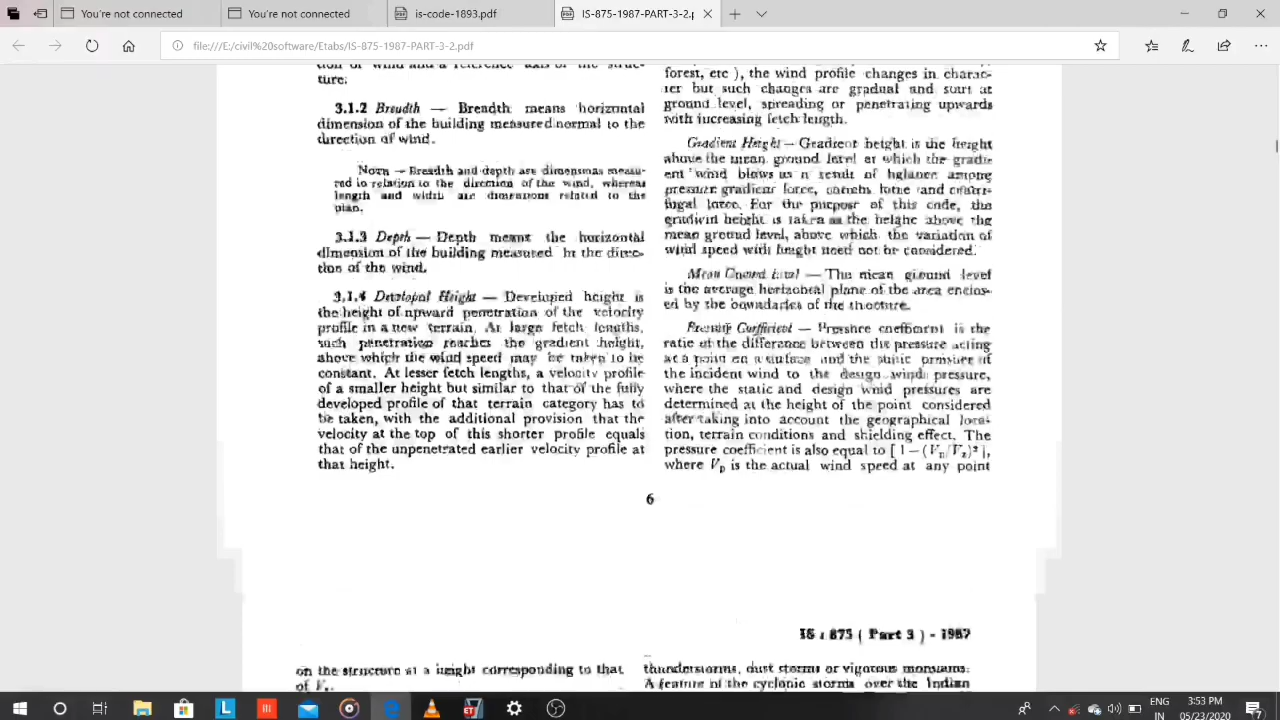 You're not connected
You're not connected
IS-code-1893.pdf
IS-875-1987-PART-3-2.p
file:///E:/civil%20software/Etabs/IS-875-1987-PART-3-2.pdf
tion of wind and a reference axis of the struc-
ture.
3.1.2 Breadth — Breadth means horizontal
dimension of the building measured normal to the
direction of wind.
NOTE — Breadth and depth are dimensions measu-
red in relation to the direction of the wind, whereas
length and width are dimensions related to the
plan.
3.1.3 Depth — Depth means the horizontal
dimension of the building measured in the direc-
tion of the wind.
3.1.4 Developed Height — Developed height is
the height of upward penetration of the velocity
profile in a new terrain. At large fetch lengths,
such penetration reaches the gradient height,
above which the wind speed may be taken to be
constant. At lesser fetch lengths, a velocity profile
of a smaller height but similar to that of the fully
developed profile of that terrain category has to
be taken, with the additional provision that the
velocity at the top of this shorter profile equals
that of the unpenetrated earlier velocity profile at
that height.
forest, etc ), the wind profile changes in charac-
ter but such changes are gradual and start at
ground level, spreading or penetrating upwards
with increasing fetch length.
Gradient Height — Gradient height is the height
above the mean ground level at which the gradi-
ent wind blows as a result of balance among
pressure gradient force, coriolis force and centri-
fugal force. For the purpose of this code, the
gradient height is taken as the height above the
mean ground level, above which the variation of
wind speed with height need not be considered.
Mean Ground Level — The mean ground level
is the average horizontal plane of the area enclos-
ed by the boundaries of the structure.
Pressure Coefficient — Pressure coefficient is the
ratio of the difference between the pressure acting
at a point on a surface and the static pressure of
the incident wind to the design wind pressure,
where the static and design wind pressures are
determined at the height of the point considered
after taking into account the geographical loca-
tion, terrain conditions and shielding effect. The
pressure coefficient is also equal to [ 1—(Vp/Vz)² ],
where Vp is the actual wind speed at any point
6
IS : 875 ( Part 3 ) - 1987
on the structure at a height corresponding to that
of Vz.
thunderstorms, dust storms or vigorous monsoons.
A feature of the cyclonic storms over the Indian
ENG
IN
3:53 PM
05/23/2020